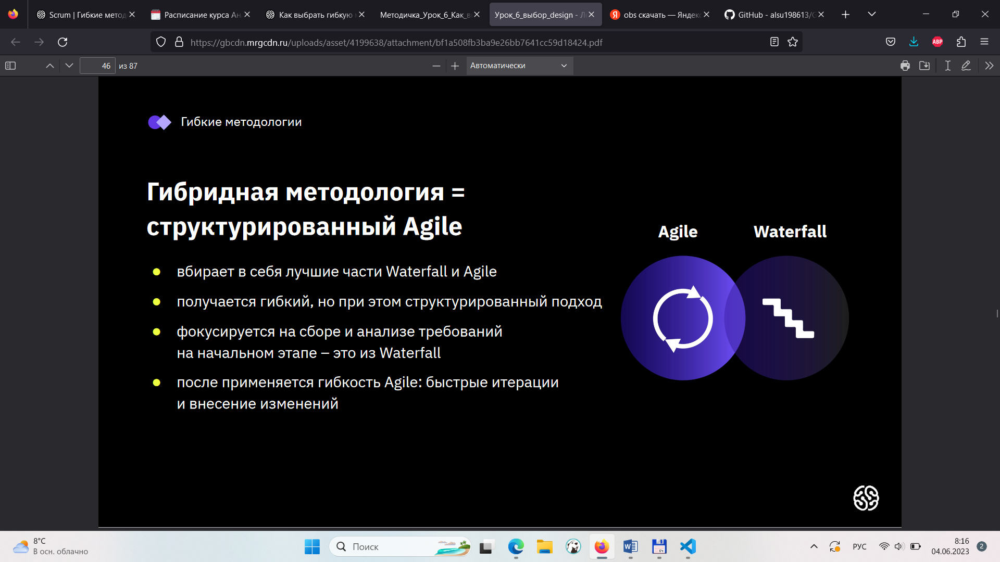 Scrum | Гибкие метод
Расписание курса Ан
Как выбрать гибкую
Методичка_Урок_6_Как_в
Урок_6_выбор_design -
obs скачать — Яндекс
GitHub - alsu198613/G
https://gbcdn.mrgcdn.ru/uploads/asset/4199638/attachment/bf1a508fb3ba9e26bb7641cc59d18424.pdf
ABP
46 из 87
Автоматически
Гибкие методологии
Гибридная методология =
структурированный Agile
вбирает в себя лучшие части Waterfall и Agile
получается гибкий, но при этом структурированный подход
фокусируется на сборе и анализе требований
на начальном этапе – это из Waterfall
после применяется гибкость Agile: быстрые итерации
и внесение изменений
Agile
Waterfall
8°C
В осн. облачно
Поиск
РУС
8:16
04.06.2023
2